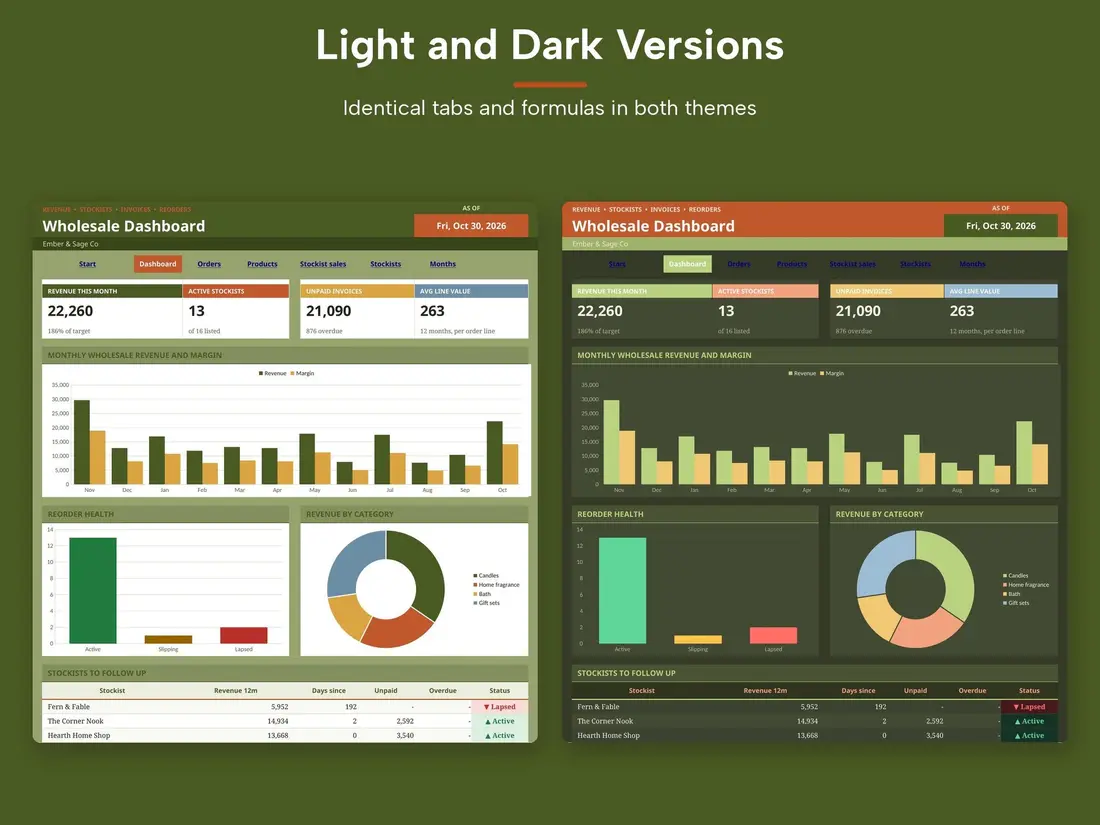 Light and Dark Versions
Identical tabs and formulas in both themes
REVENUE • STOCKISTS • INVOICES • REORDERS
AS OF
Wholesale Dashboard
Fri, Oct 30, 2026
Ember & Sage Co
Start Dashboard Orders Products Stockist sales Stockists Months
REVENUE THIS MONTH ACTIVE STOCKISTS UNPAID INVOICES AVG LINE VALUE
22,260 13 21,090 263
186% of target of 16 listed 876 overdue 12 months, per order line
MONTHLY WHOLESALE REVENUE AND MARGIN
Revenue Margin
35,000
30,000
25,000
20,000
15,000
10,000
5,000
0
Nov Dec Jan Feb Mar Apr May Jun Jul Aug Sep Oct
REORDER HEALTH
14
12
10
8
6
4
2
0
Active Slipping Lapsed
REVENUE BY CATEGORY
Candles
Home fragrance
Bath
Gift sets
STOCKISTS TO FOLLOW UP
Stockist Revenue 12m Days since Unpaid Overdue Status
Fern & Fable 5,952 192 - - ▼ Lapsed
The Corner Nook 14,934 2 2,592 - ▲ Active
Hearth Home Shop 13,668 0 3,540 - ▲ Active
REVENUE • STOCKISTS • INVOICES • REORDERS
AS OF
Wholesale Dashboard
Fri, Oct 30, 2026
Ember & Sage Co
Start Dashboard Orders Products Stockist sales Stockists Months
REVENUE THIS MONTH ACTIVE STOCKISTS UNPAID INVOICES AVG LINE VALUE
22,260 13 21,090 263
186% of target of 16 listed 876 overdue 12 months, per order line
MONTHLY WHOLESALE REVENUE AND MARGIN
Revenue Margin
35,000
30,000
25,000
20,000
15,000
10,000
5,000
0
Nov Dec Jan Feb Mar Apr May Jun Jul Aug Sep Oct
REORDER HEALTH
14
12
10
8
6
4
2
0
Active Slipping Lapsed
REVENUE BY CATEGORY
Candles
Home fragrance
Bath
Gift sets
STOCKISTS TO FOLLOW UP
Stockist Revenue 12m Days since Unpaid Overdue Status
Fern & Fable 5,952 192 - - ▼ Lapsed
The Corner Nook 14,934 2 2,592 - ▲ Active
Hearth Home Shop 13,668 0 3,540 - ▲ Active